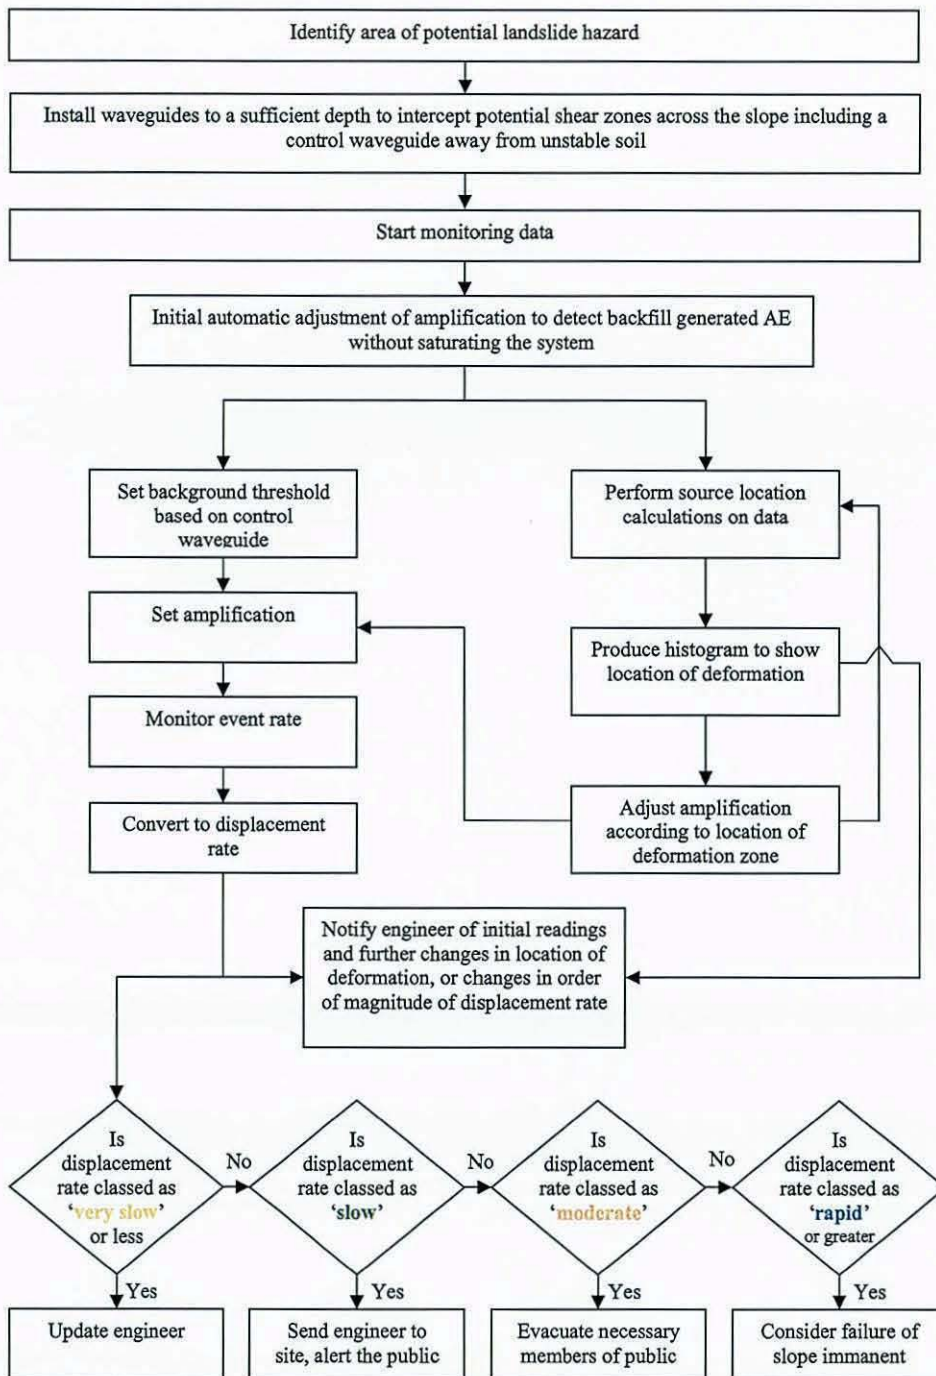 Identify area of potential landslide hazard
Install waveguides to a sufficient depth to intercept potential shear zones across the slope including a
control waveguide away from unstable soil
Start monitoring data
Initial automatic adjustment of amplification to detect backfill generated AE
without saturating the system
Set background threshold
based on control
waveguide
Set amplification
Monitor event rate
Convert to displacement
rate
Perform source location
calculations on data
Produce histogram to show
location of deformation
Adjust amplification
according to location of
deformation zone
Notify engineer of initial readings
and further changes in location of
deformation, or changes in order
of magnitude of displacement rate
Is
displacement
rate classed as
‘very slow’
or less
No
Is
displacement
rate classed as
‘slow’
No
Is
displacement
rate classed as
‘moderate’
No
Is
displacement
rate classed as
‘rapid’
or greater
Yes
Yes
Yes
Yes
Update engineer
Send engineer to
site, alert the public
Evacuate necessary
members of public
Consider failure of
slope immanent